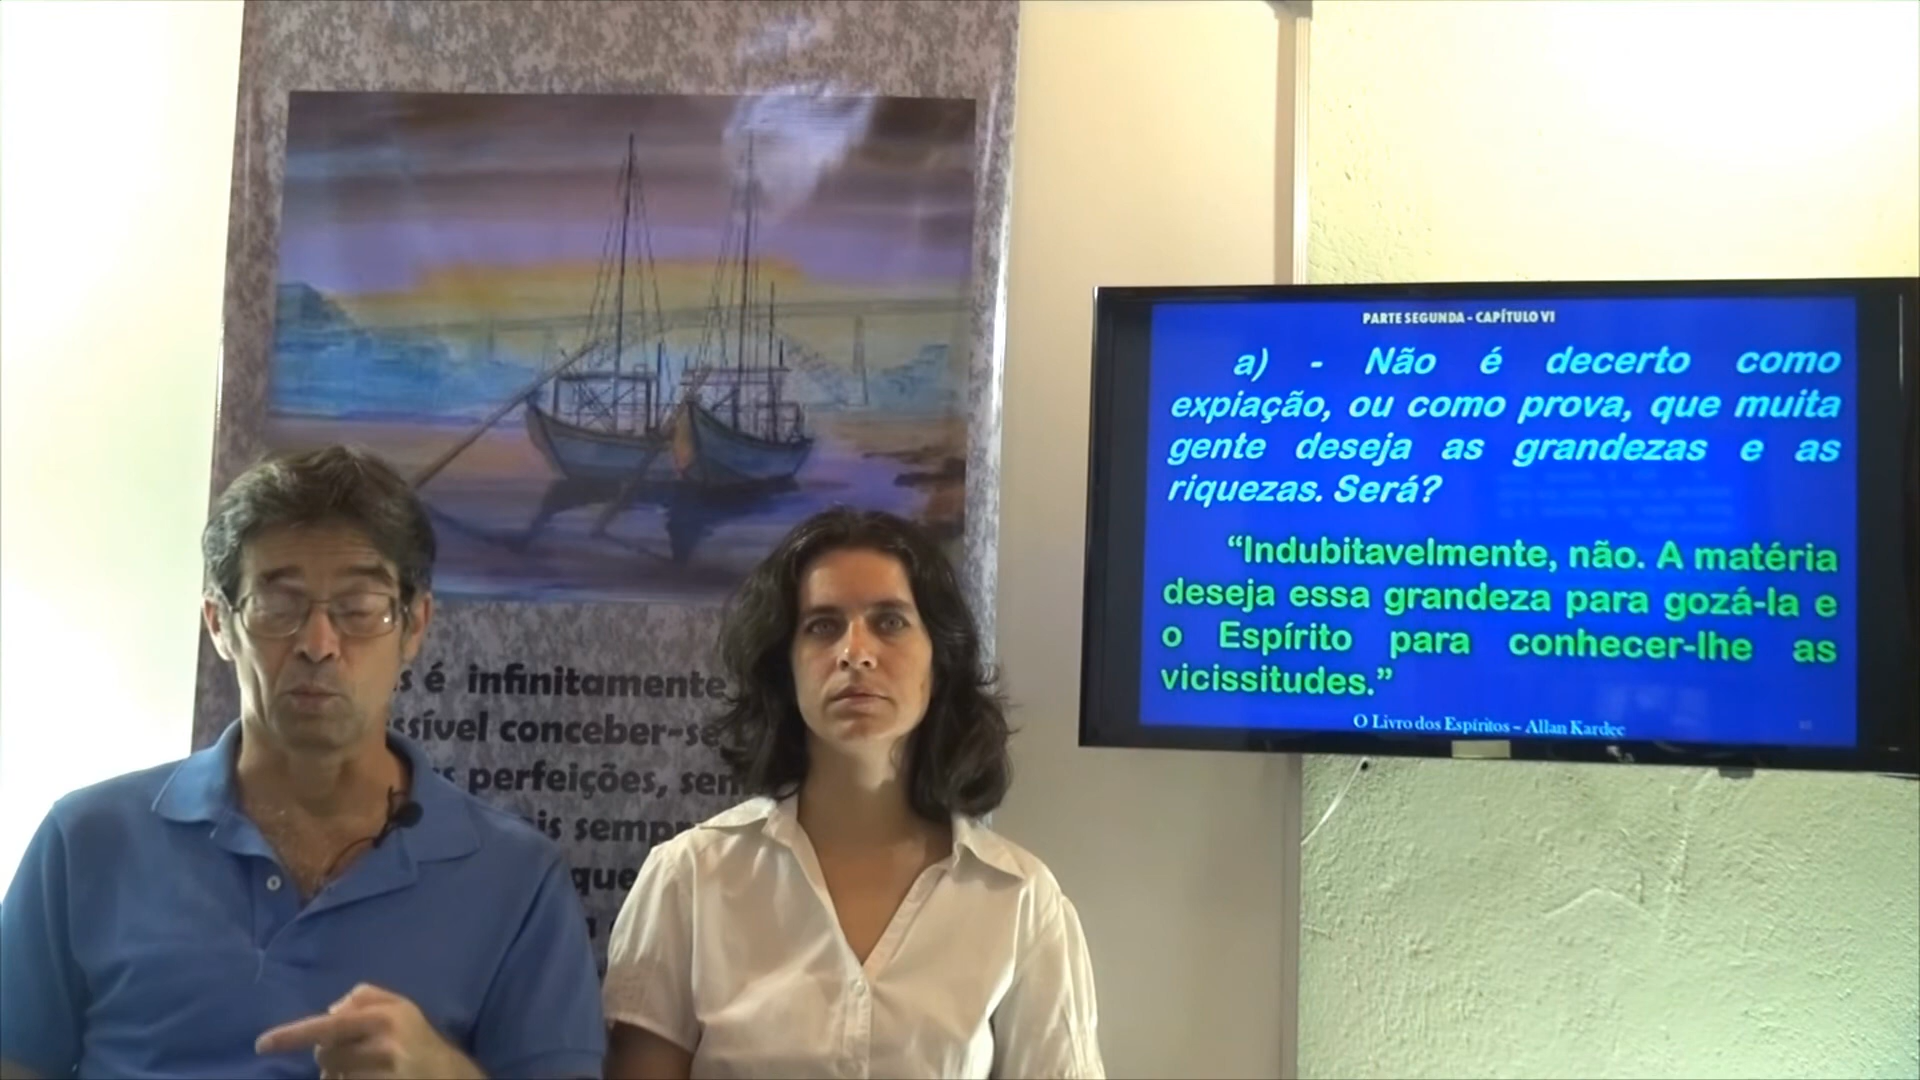 s é infinitamente
ssível conceber-se
s perfeições, sem
is sempr
que
PARTE SEGUNDA - CAPÍTULO VI
a) - Não é decerto como
expiação, ou como prova, que muita
gente deseja as grandezas e as
riquezas. Será?
“Indubitavelmente, não. A matéria
deseja essa grandeza para gozá-la e
o Espírito para conhecer-lhe as
vicissitudes.”
O Livro dos Espíritos – Allan Kardec